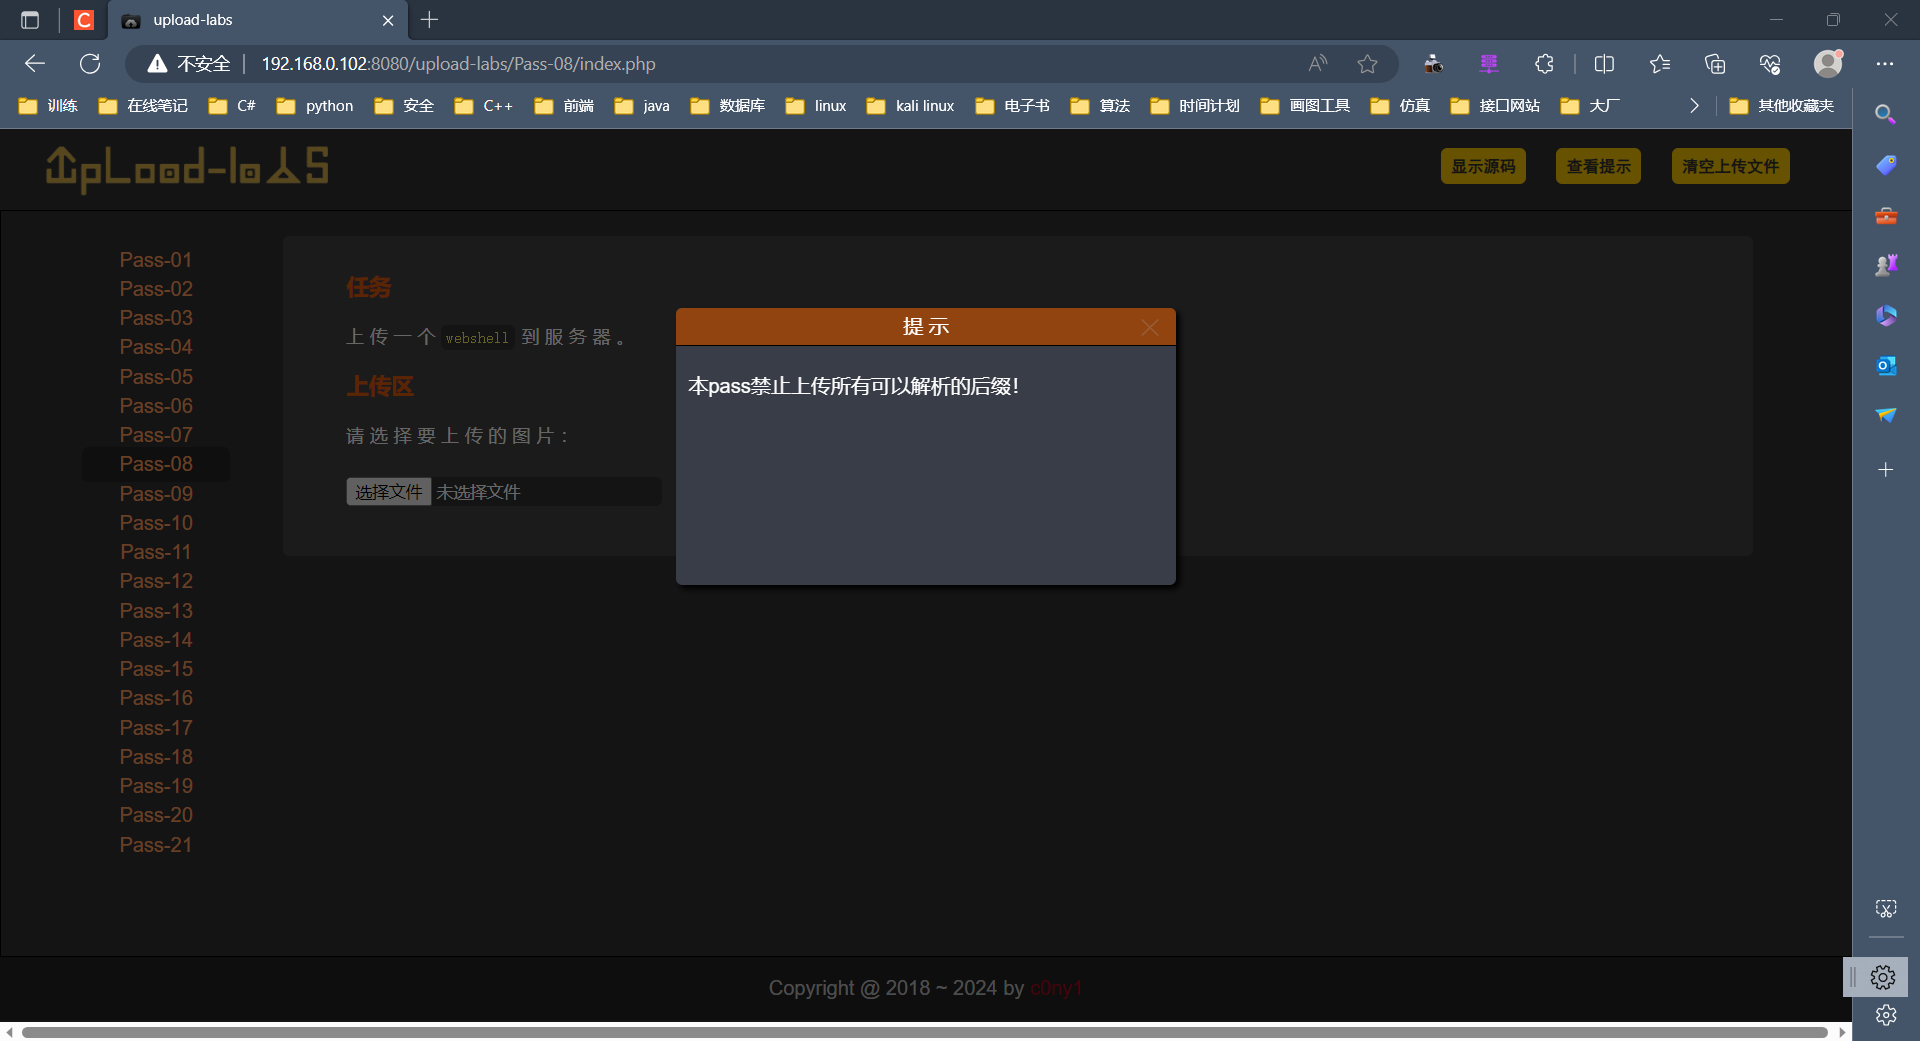 upload-labs
不安全
192.168.0.102:8080/upload-labs/Pass-08/index.php
训练 在线笔记 C# python 安全 C++ 前端 java 数据库 linux kali linux 电子书 算法 时间计划 画图工具 仿真 接口网站 大厂 其他收藏夹
UpLoad-labs
显示源码 查看提示 清空上传文件
Pass-01
Pass-02
Pass-03
Pass-04
Pass-05
Pass-06
Pass-07
Pass-08
Pass-09
Pass-10
Pass-11
Pass-12
Pass-13
Pass-14
Pass-15
Pass-16
Pass-17
Pass-18
Pass-19
Pass-20
Pass-21
任务
上传一个 webshell 到服务器。
上传区
请选择要上传的图片：
选择文件 未选择文件
提示
本pass禁止上传所有可以解析的后缀！
Copyright @ 2018 ~ 2024 by c0ny1